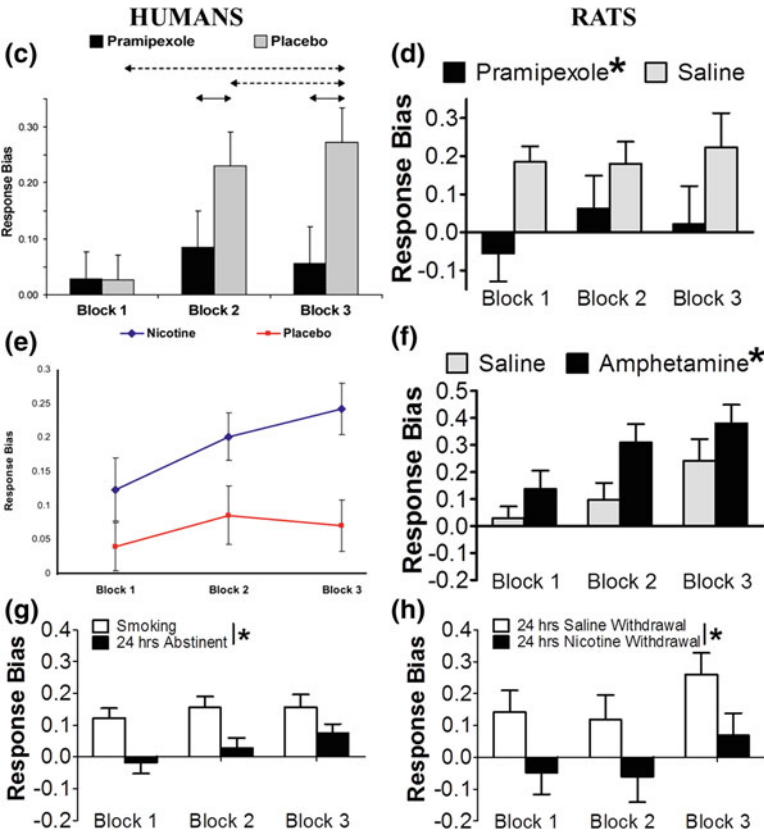 HUMANS
RATS
(c)
Pramipexole Placebo
Response Bias
0.30
0.20
0.10
0.00
Block 1 Block 2 Block 3
(d)
Pramipexole* Saline
Response Bias
0.3
0.2
0.1
0.0
-0.1
Block 1 Block 2 Block 3
(e)
Nicotine Placebo
Response Bias
0.3
0.25
0.2
0.15
0.1
0.05
0
Block 1 Block 2 Block 3
(f)
Saline Amphetamine*
Response Bias
0.5
0.4
0.3
0.2
0.1
0.0
-0.1
-0.2
Block 1 Block 2 Block 3
(g)
Smoking
24 hrs Abstinent *
Response Bias
0.4
0.3
0.2
0.1
0.0
-0.1
-0.2
Block 1 Block 2 Block 3
(h)
24 hrs Saline Withdrawal
24 hrs Nicotine Withdrawal *
Response Bias
0.4
0.3
0.2
0.1
0.0
-0.1
-0.2
Block 1 Block 2 Block 3